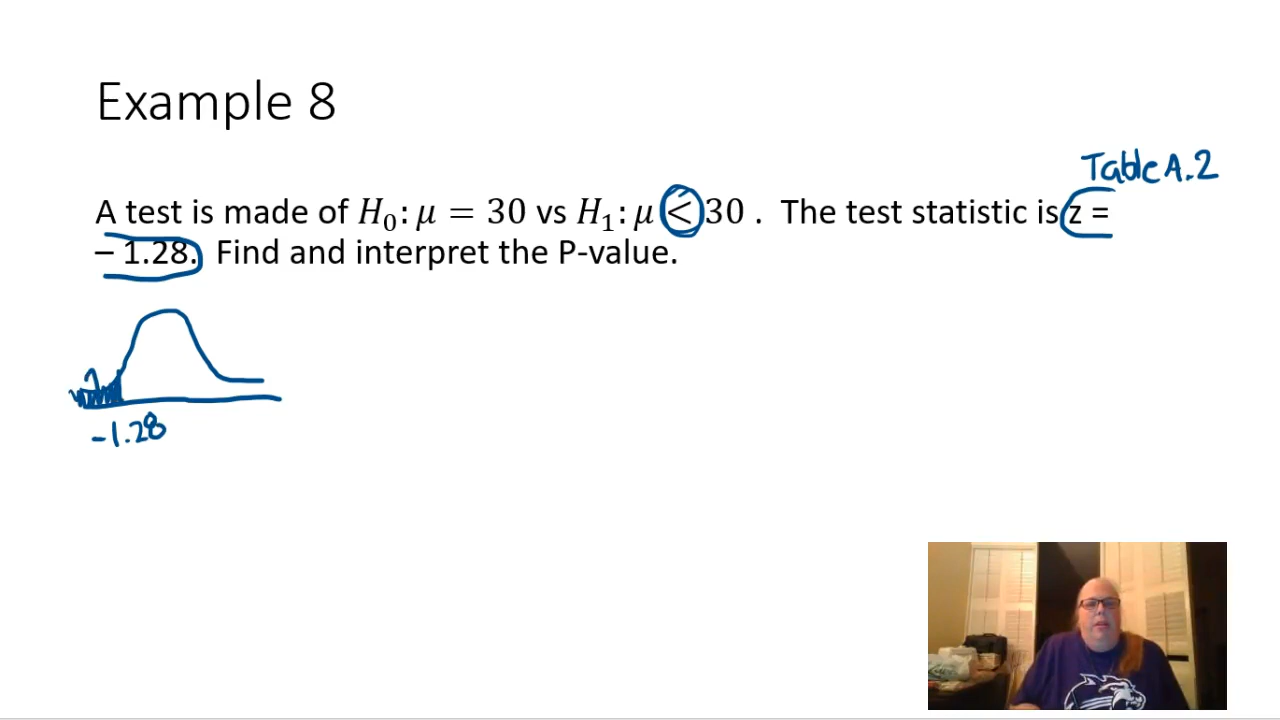 Example 8
Table A.2
A test is made of 𝐻₀: 𝜇 = 30 vs 𝐻₁: 𝜇 < 30 . The test statistic is z =
– 1.28. Find and interpret the P-value.
-1.28